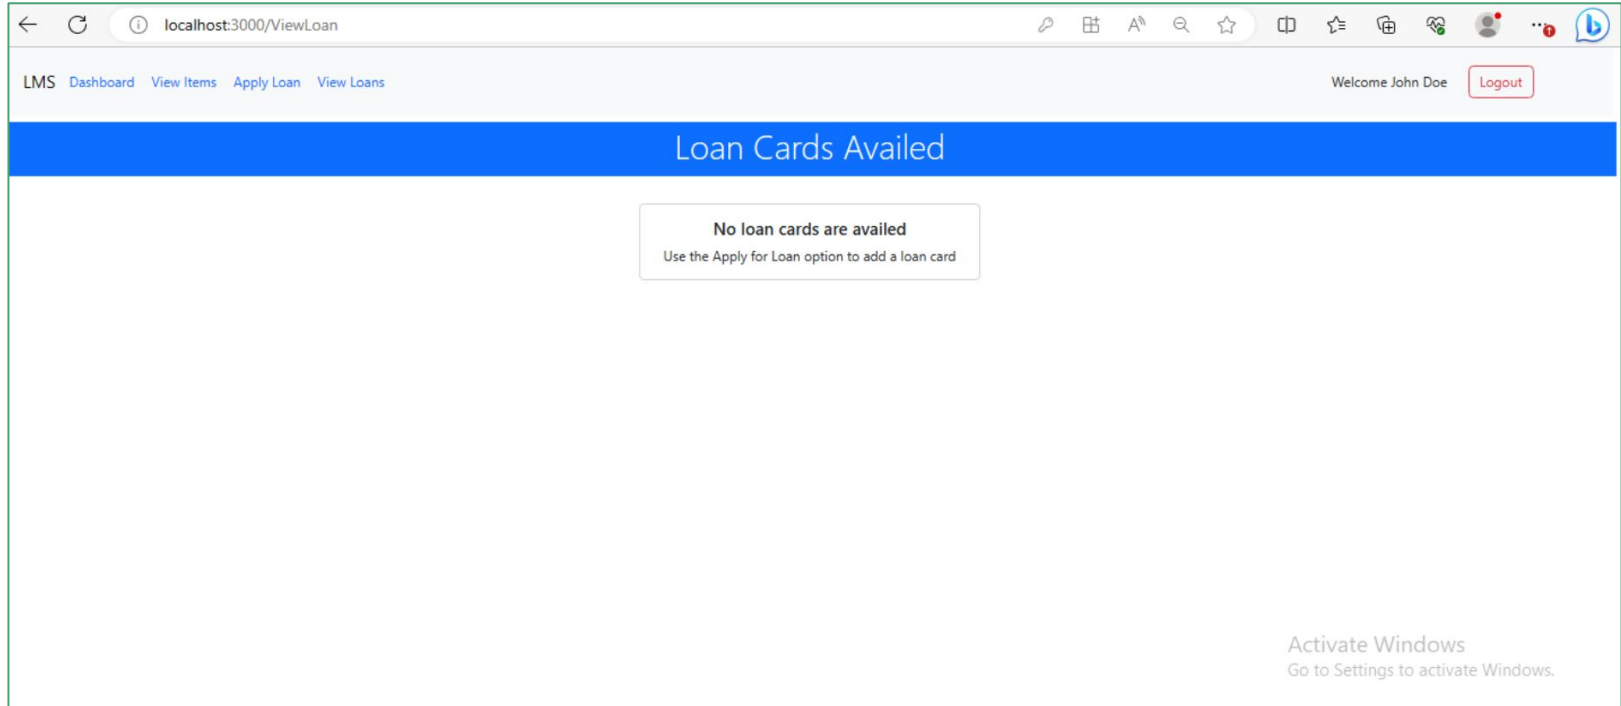 localhost:3000/ViewLoan
LMS Dashboard View Items Apply Loan View Loans Welcome John Doe Logout
Loan Cards Availed
No loan cards are availed
Use the Apply for Loan option to add a loan card
Activate Windows
Go to Settings to activate Windows.